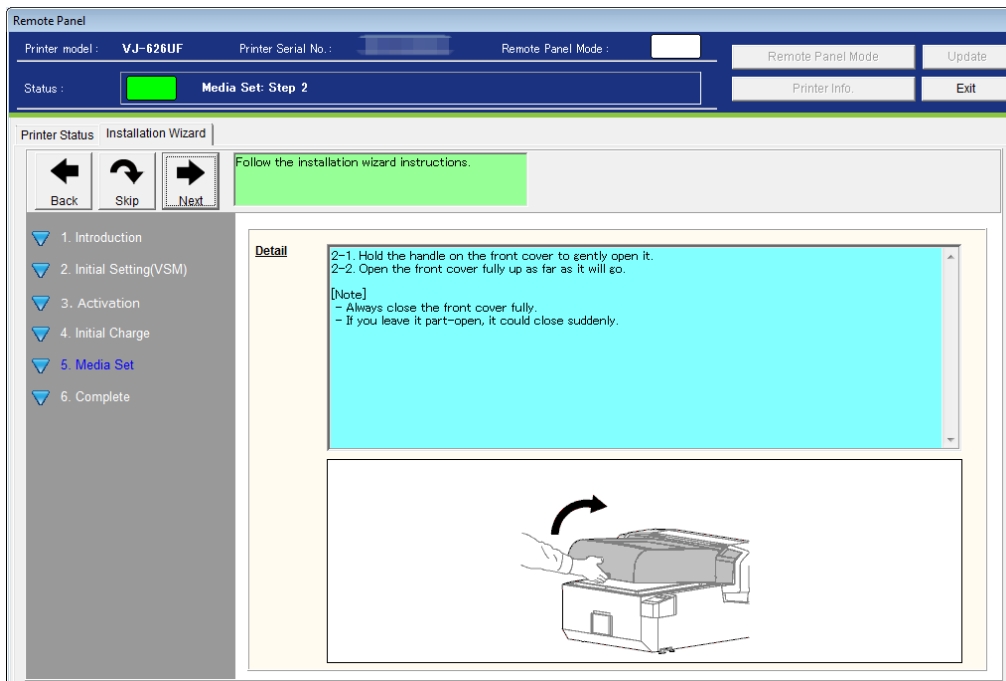 Remote Panel
Printer model : VJ-626UF Printer Serial No. : Remote Panel Mode :
Remote Panel Mode Update
Status : Media Set: Step 2
Printer Info. Exit
Printer Status Installation Wizard
Follow the installation wizard instructions.
Back Skip Next
1. Introduction
2. Initial Setting(VSM)
3. Activation
4. Initial Charge
5. Media Set
6. Complete
Detail
2-1. Hold the handle on the front cover to gently open it.
2-2. Open the front cover fully up as far as it will go.
[Note]
- Always close the front cover fully.
- If you leave it part-open, it could close suddenly.